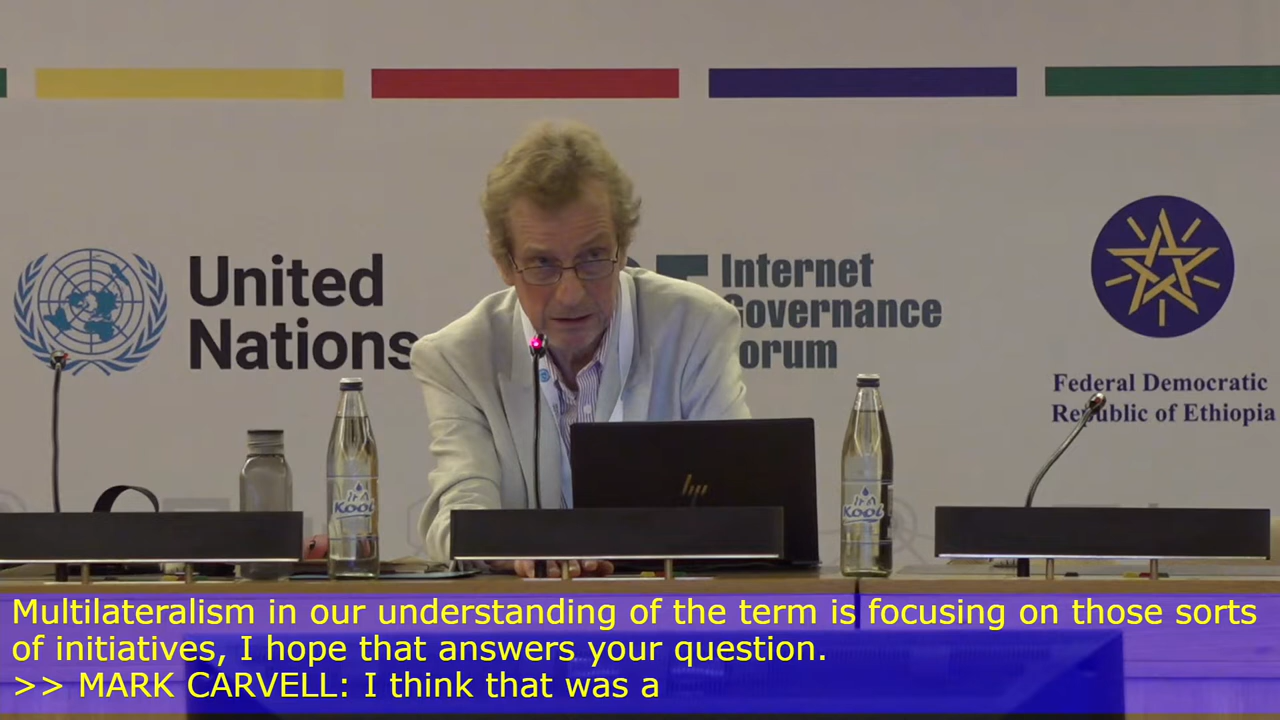 United
Nations
Internet
Governance
Forum
Federal Democratic
Republic of Ethiopia
Kool
Kool
hp
Multilateralism in our understanding of the term is focusing on those sorts
of initiatives, I hope that answers your question.
>> MARK CARVELL: I think that was a